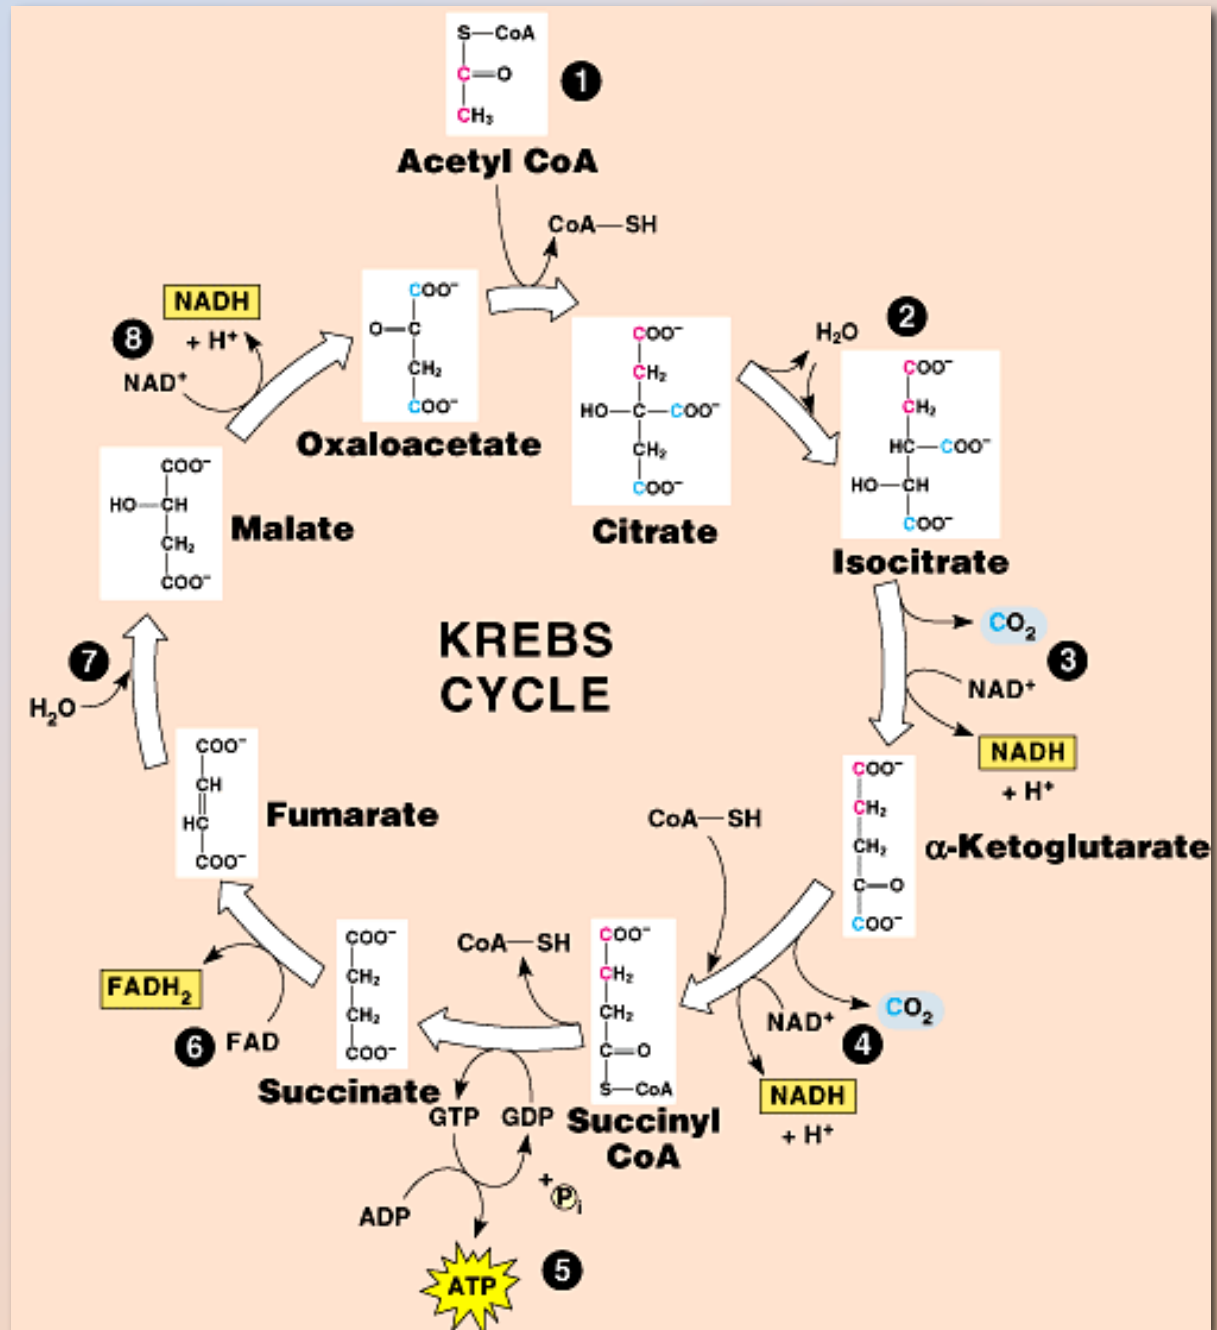 S—CoA
C=O
CH₃
1
Acetyl CoA
CoA—SH
NADH
+ H⁺
8
NAD⁺
COO⁻
O—C
CH₂
COO⁻
Oxaloacetate
COO⁻
CH₂
HO—C—COO⁻
CH₂
COO⁻
Citrate
H₂O
2
COO⁻
CH₂
HC—COO⁻
HO—CH
COO⁻
Isocitrate
COO⁻
HO—CH
CH₂
COO⁻
Malate
KREBS
CYCLE
CO₂
3
NAD⁺
NADH
+ H⁺
7
H₂O
COO⁻
CH
HC
COO⁻
Fumarate
CoA—SH
COO⁻
CH₂
CH₂
C—O
COO⁻
α-Ketoglutarate
FADH₂
6
FAD
COO⁻
CH₂
CH₂
COO⁻
Succinate
CoA—SH
COO⁻
CH₂
CH₂
C=O
S—CoA
Succinyl
CoA
NAD⁺
CO₂
4
NADH
+ H⁺
GTP
GDP
+ Pᵢ
ADP
ATP
5